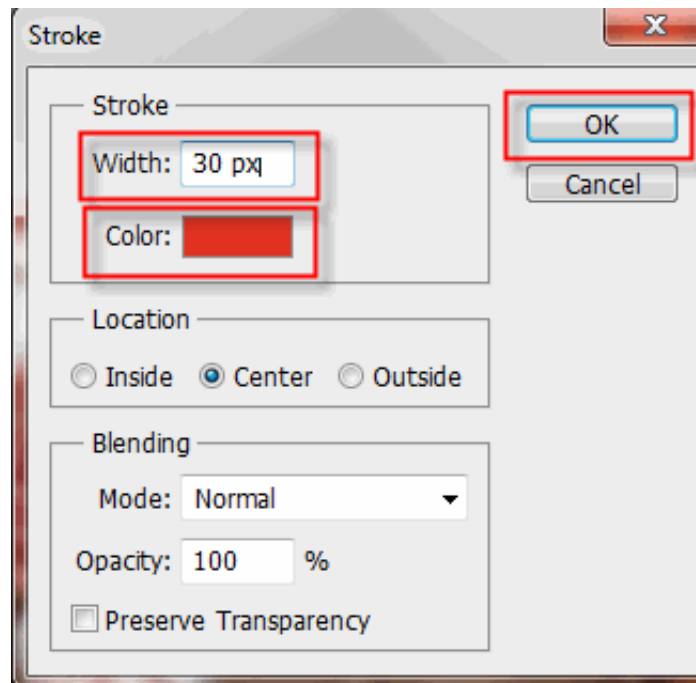 Stroke
Stroke
Width: 30 px
OK
Cancel
Color:
Location
Inside Center Outside
Blending
Mode: Normal
Opacity: 100 %
Preserve Transparency